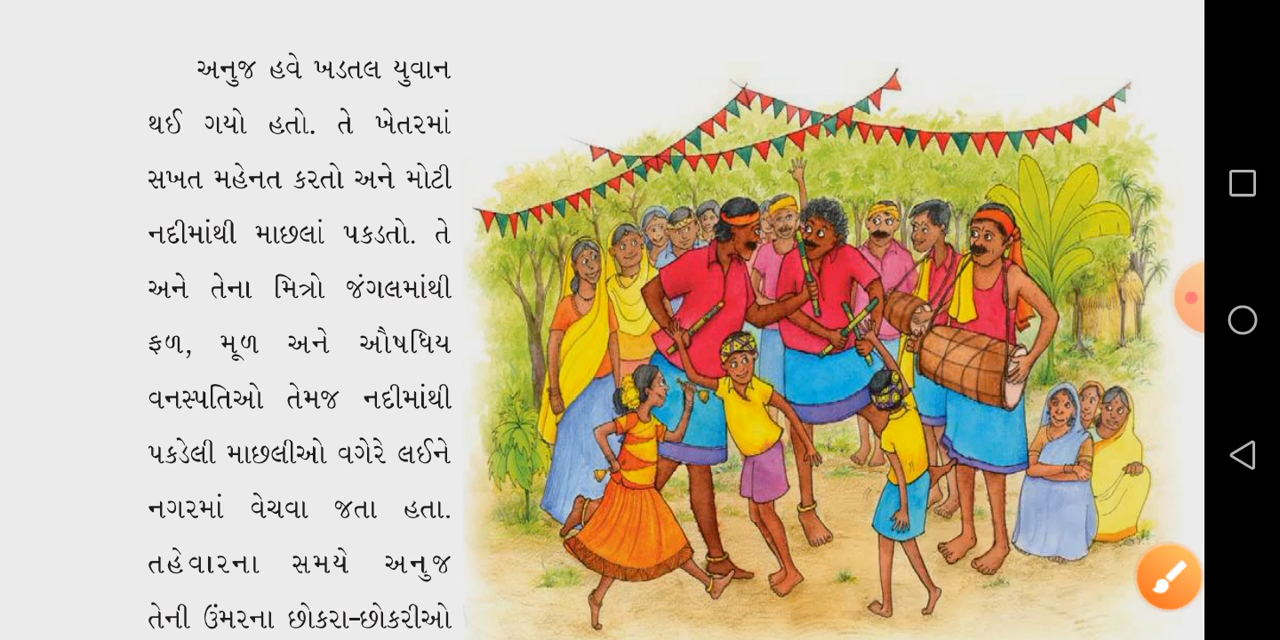 અનુજ હવે ખડતલ યુવાન
થઈ ગયો હતો. તે ખેતરમાં
સખત મહેનત કરતો અને મોટી
નદીમાંથી માછલાં પકડતો. તે
અને તેના મિત્રો જંગલમાંથી
ફળ, મૂળ અને ઔષધિય
વનસ્પતિઓ તેમજ નદીમાંથી
પકડેલી માછલીઓ વગેરે લઈને
નગરમાં વેચવા જતા હતા.
તહેવારના સમયે અનુજ
તેની ઉંમરના છોકરા–છોકરીઓ